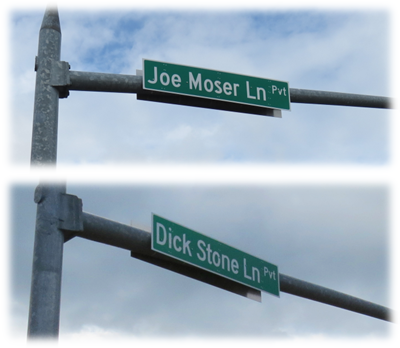 Joe Moser Ln Pvt
Dick Stone Ln Pvt